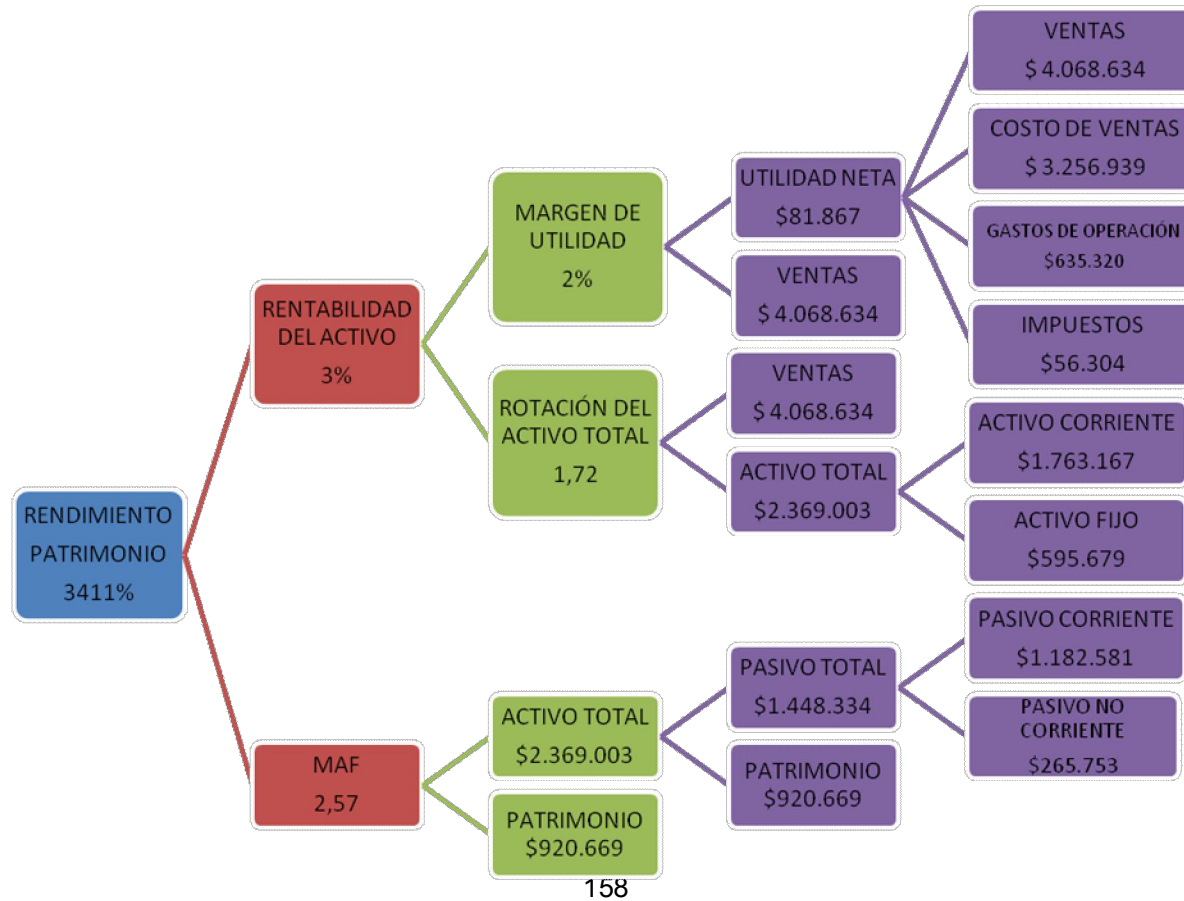 VENTAS
$ 4.068.634
COSTO DE VENTAS
$ 3.256.939
UTILIDAD NETA
$81.867
MARGEN DE
UTILIDAD
2%
GASTOS DE OPERACIÓN
$635.320
VENTAS
$ 4.068.634
RENTABILIDAD
DEL ACTIVO
3%
IMPUESTOS
$56.304
VENTAS
$ 4.068.634
ROTACIÓN DEL
ACTIVO TOTAL
1,72
ACTIVO CORRIENTE
$1.763.167
ACTIVO TOTAL
$2.369.003
RENDIMIENTO
PATRIMONIO
3411%
ACTIVO FIJO
$595.679
PASIVO CORRIENTE
$1.182.581
PASIVO TOTAL
$1.448.334
ACTIVO TOTAL
$2.369.003
PASIVO NO
CORRIENTE
$265.753
MAF
2,57
PATRIMONIO
$920.669
PATRIMONIO
$920.669
158